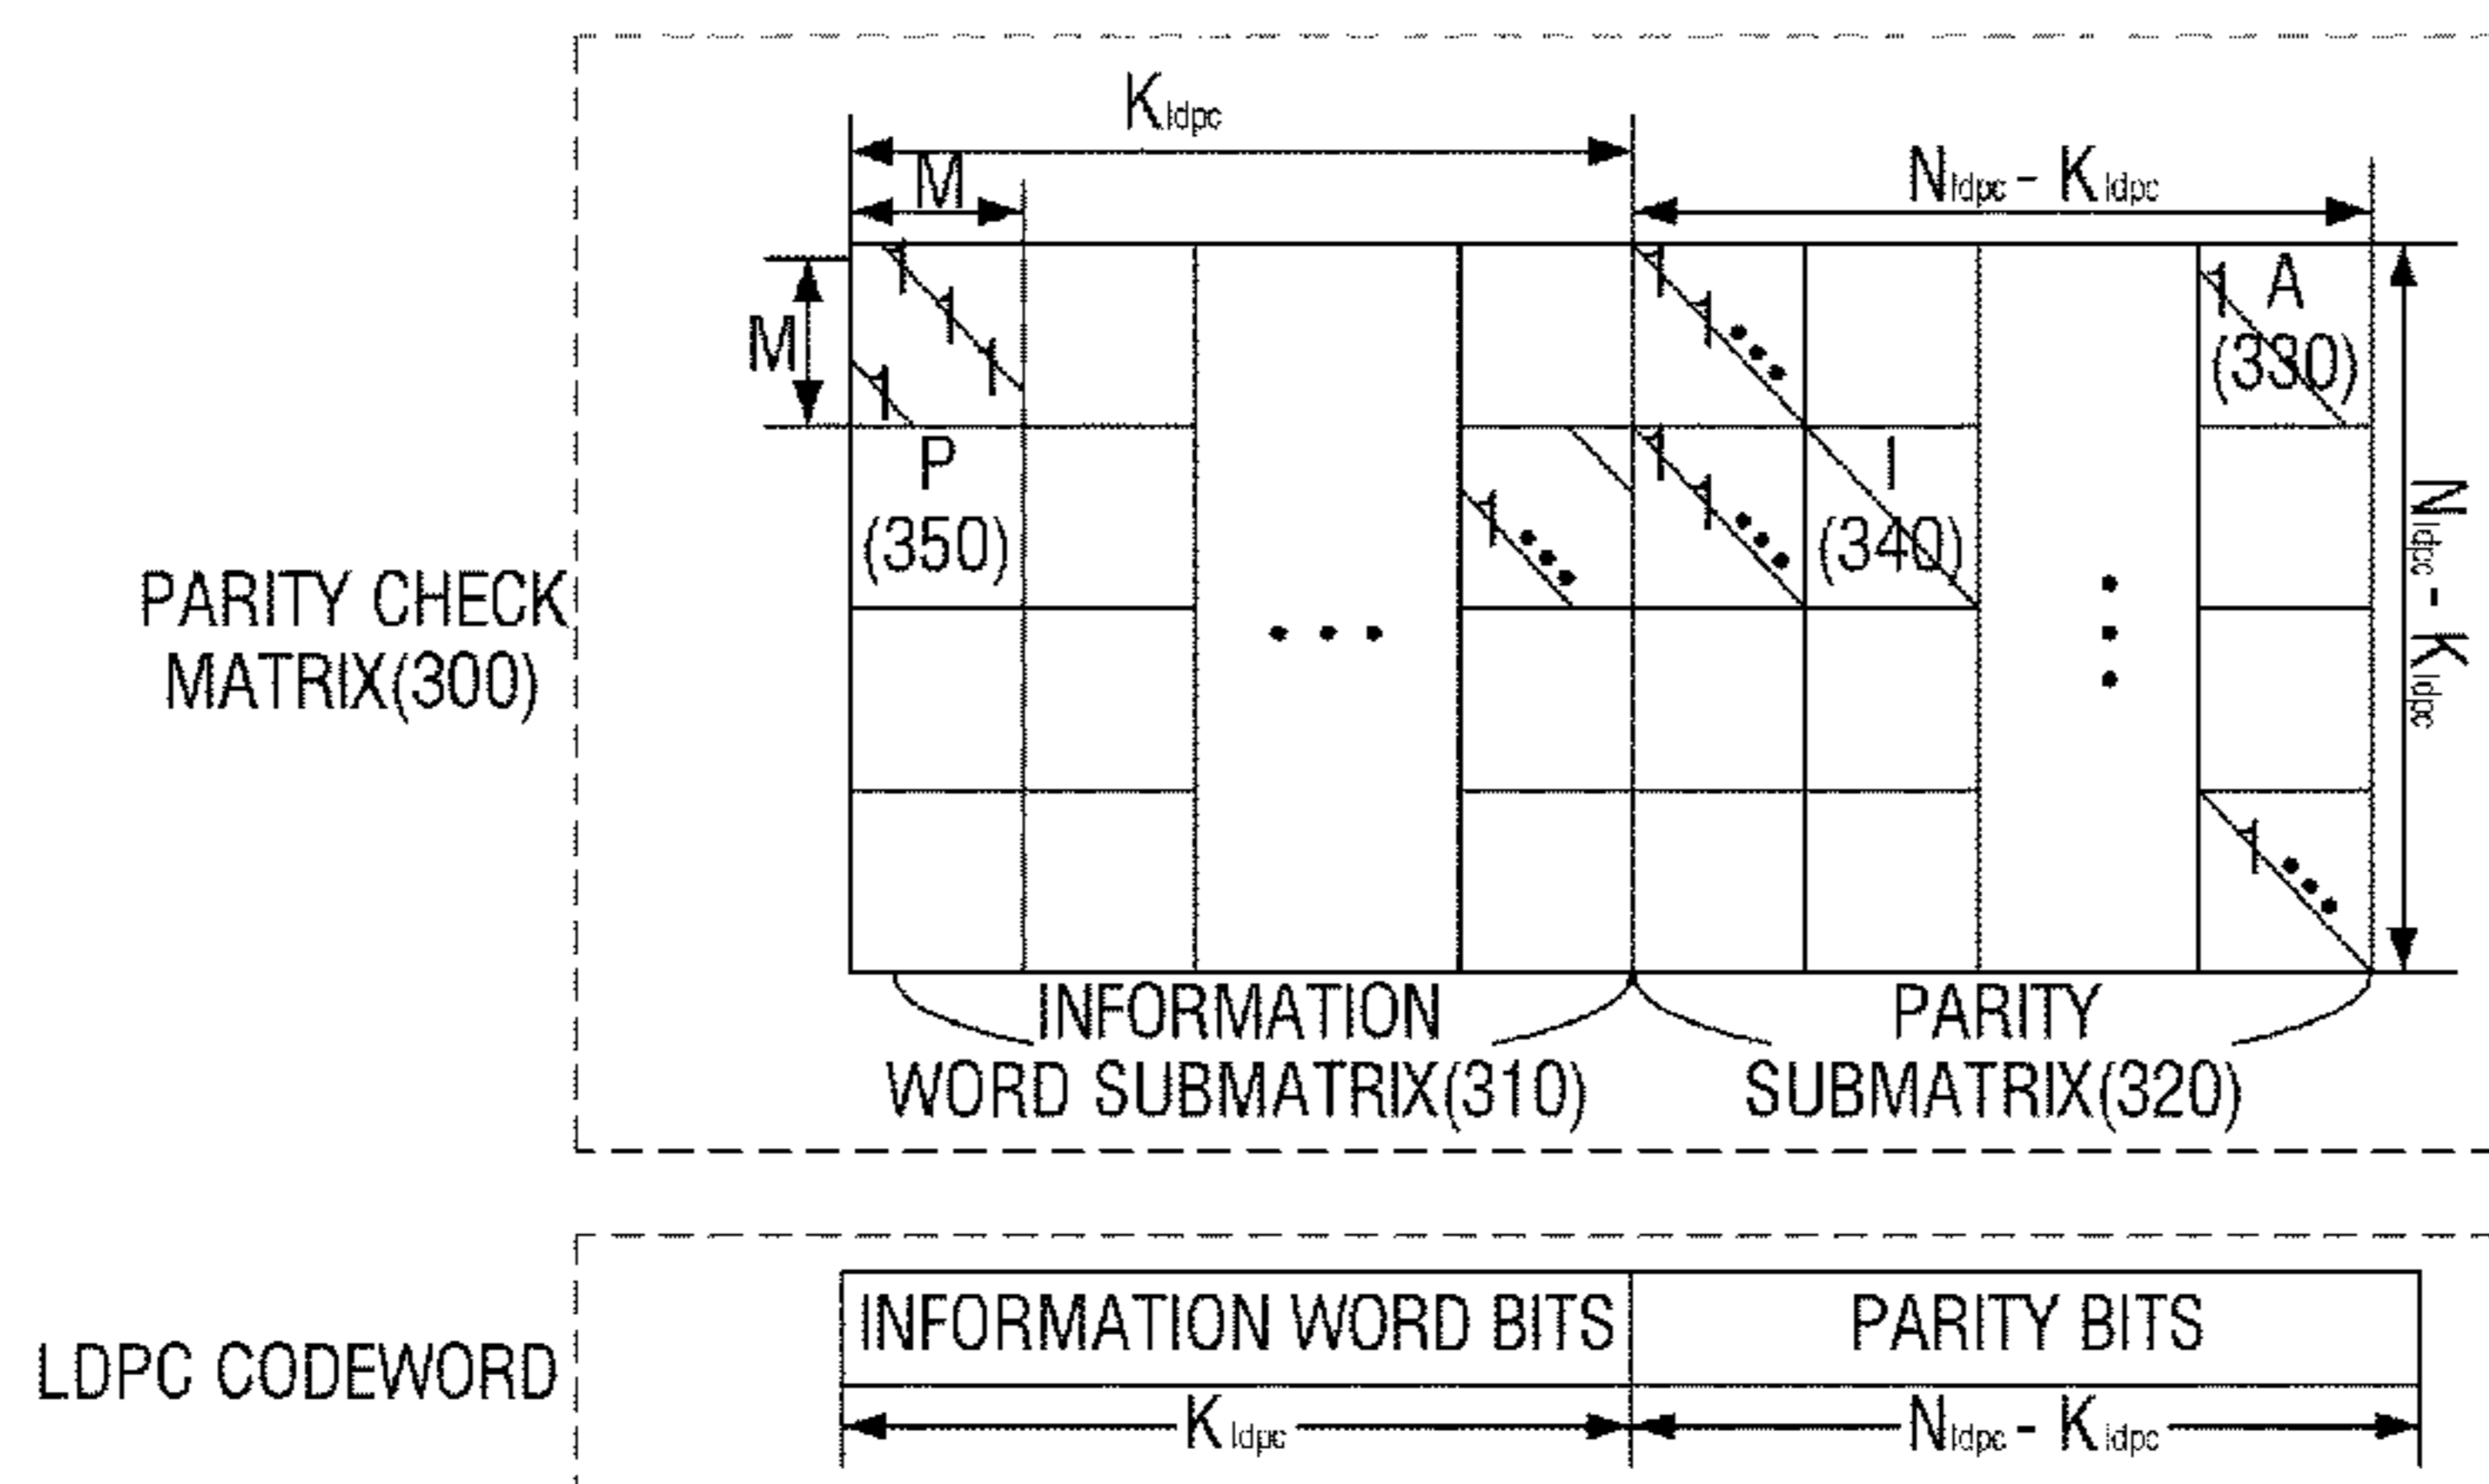 Kldpc
M
Nldpc - Kldpc
1
1
1
1
M
1
1
1
A
(330)
P
(350)
1
1
1
I
(340)
Nldpc - Kldpc
PARITY CHECK
MATRIX(300)
1
INFORMATION
WORD SUBMATRIX(310)
PARITY
SUBMATRIX(320)
LDPC CODEWORD
INFORMATION WORD BITS
PARITY BITS
Kldpc
Nldpc - Kldpc